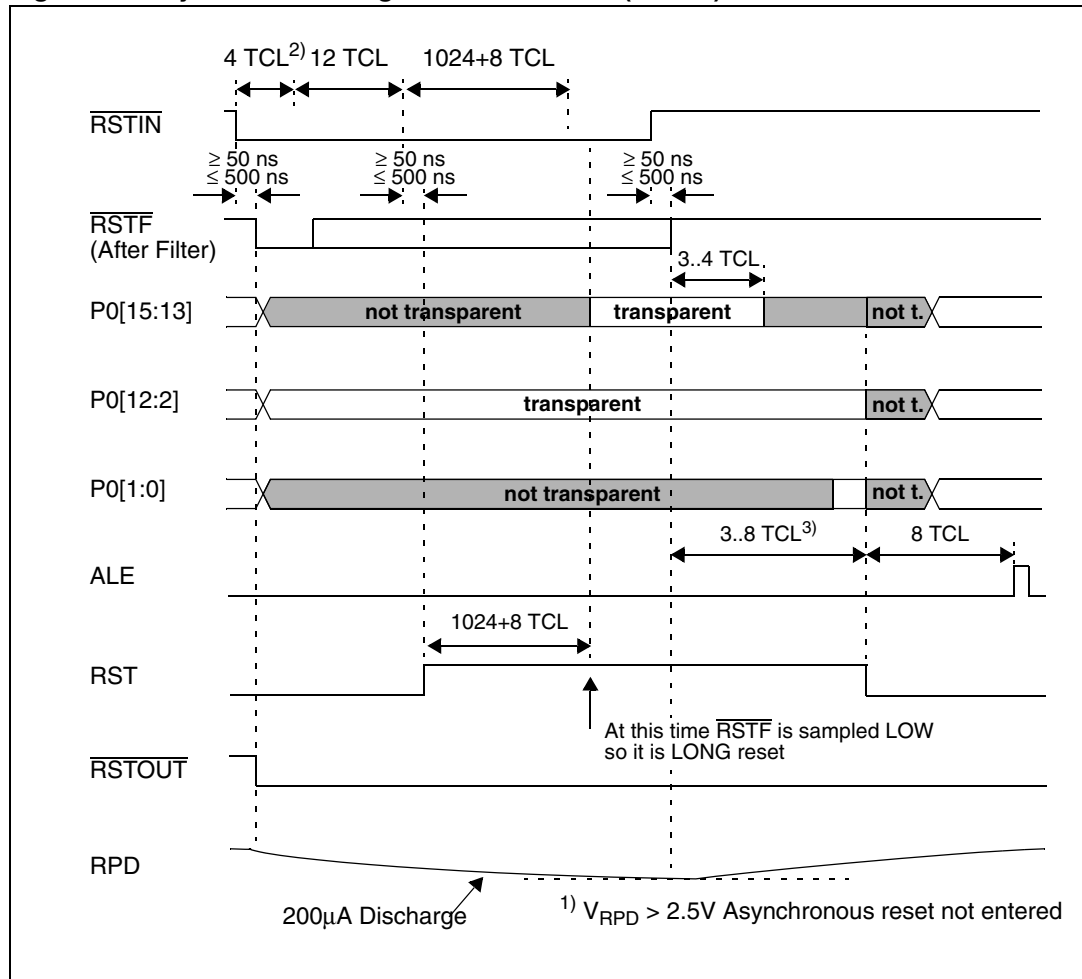 4 TCL2) 12 TCL 1024+8 TCL
RSTIN
≥ 50 ns ≥ 50 ns ≥ 50 ns
≤ 500 ns ≤ 500 ns ≤ 500 ns
RSTF
(After Filter)
3..4 TCL
P0[15:13] not transparent transparent not t.
P0[12:2] transparent not t.
P0[1:0] not transparent not t.
3..8 TCL3) 8 TCL
ALE
1024+8 TCL
RST
At this time RSTF is sampled LOW
so it is LONG reset
RSTOUT
RPD
200µA Discharge
1) VRPD > 2.5V Asynchronous reset not entered